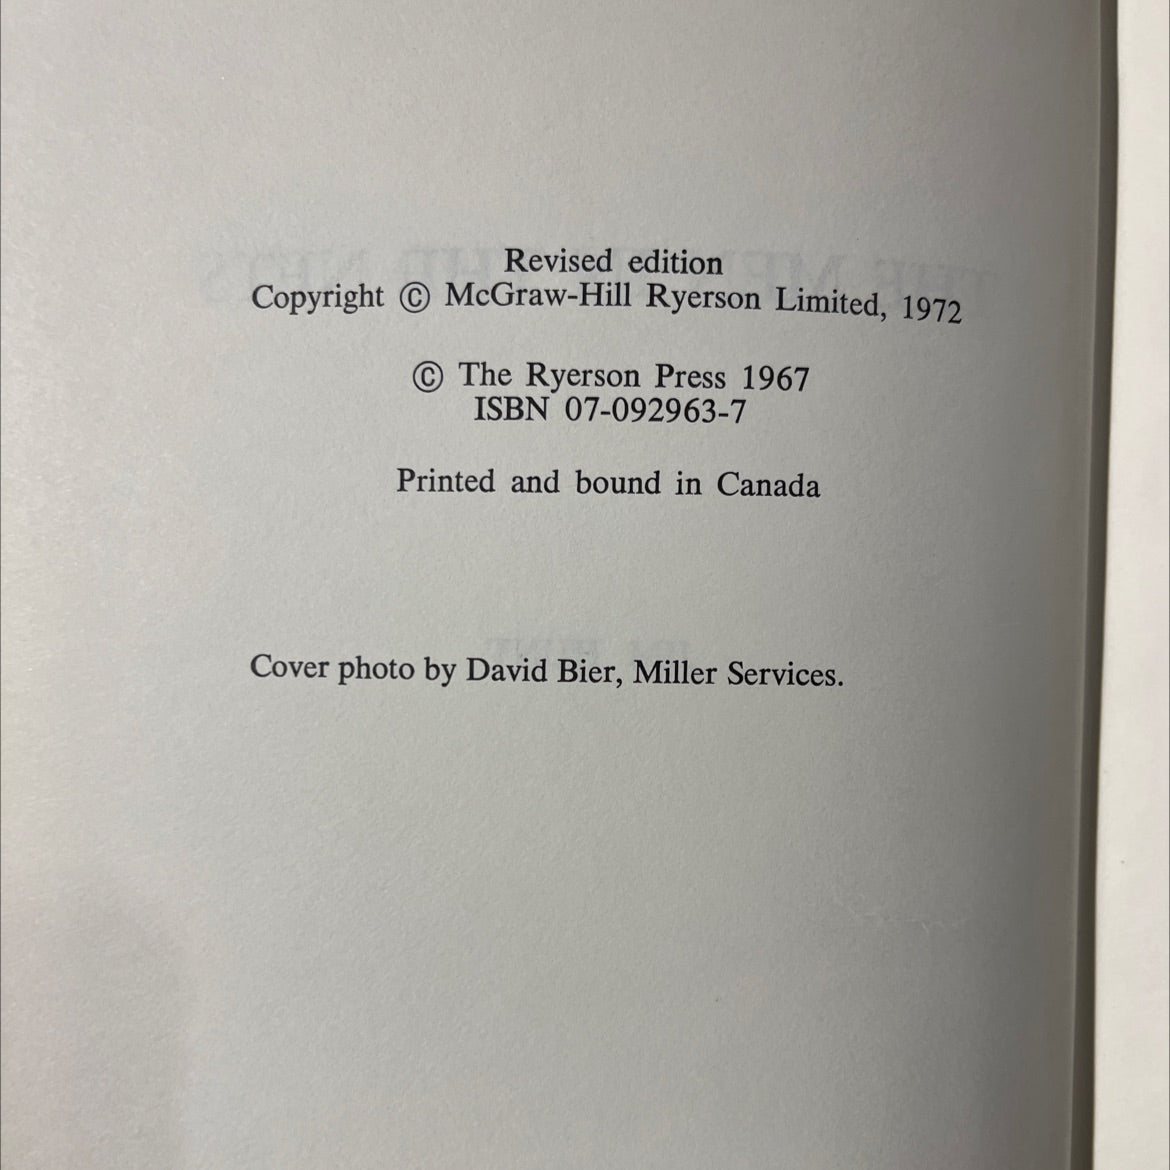 Revised edition
Copyright © McGraw-Hill Ryerson Limited, 1972
© The Ryerson Press 1967
ISBN 07-092963-7
Printed and bound in Canada
Cover photo by David Bier, Miller Services.